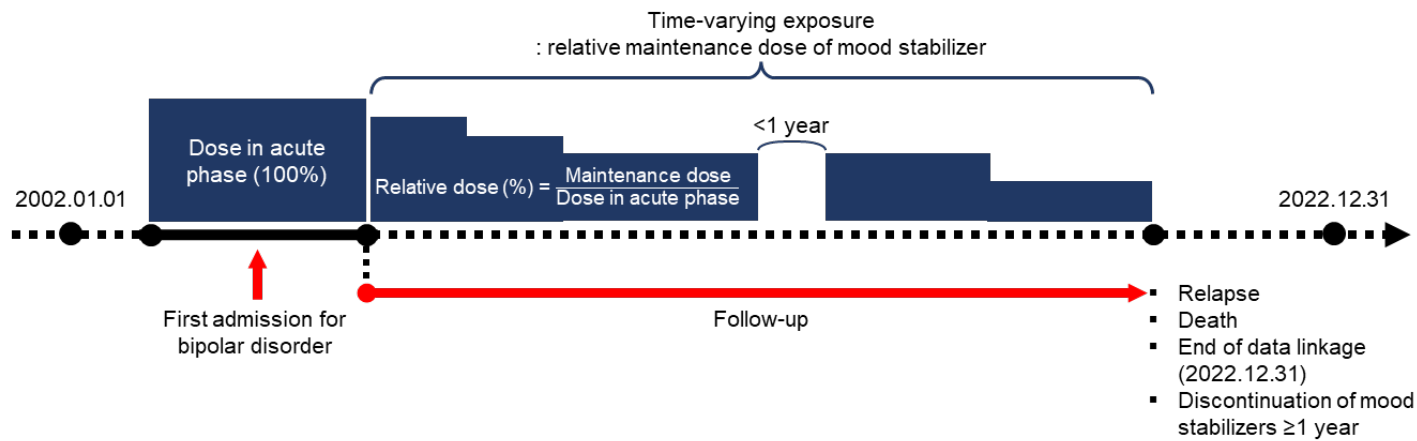 Time-varying exposure
: relative maintenance dose of mood stabilizer
<1 year
Dose in acute
phase (100%)
Relative dose (%) = Maintenance dose
Dose in acute phase
2002.01.01
2022.12.31
First admission for
bipolar disorder
Follow-up
▪ Relapse
▪ Death
▪ End of data linkage
(2022.12.31)
▪ Discontinuation of mood
stabilizers ≥1 year